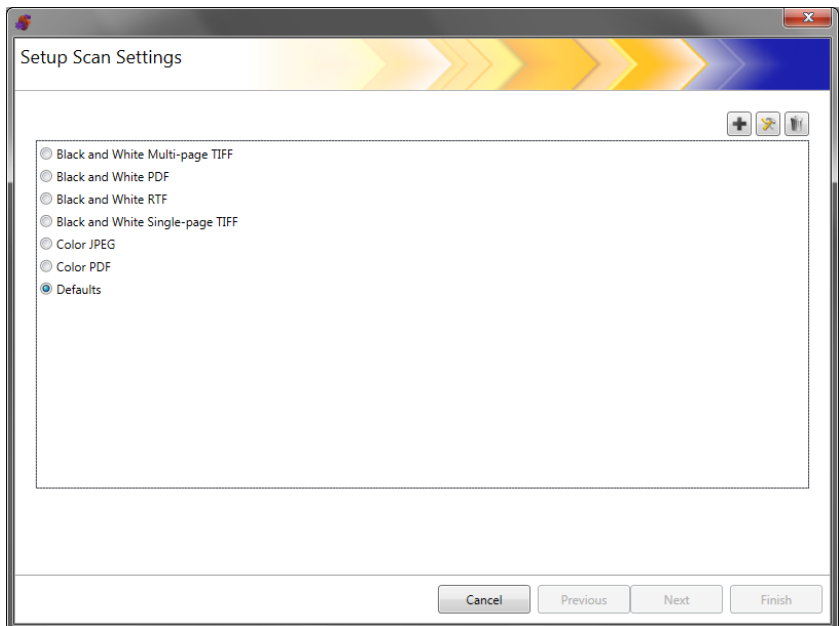 Setup Scan Settings
Black and White Multi-page TIFF
Black and White PDF
Black and White RTF
Black and White Single-page TIFF
Color JPEG
Color PDF
Defaults
Cancel Previous Next Finish